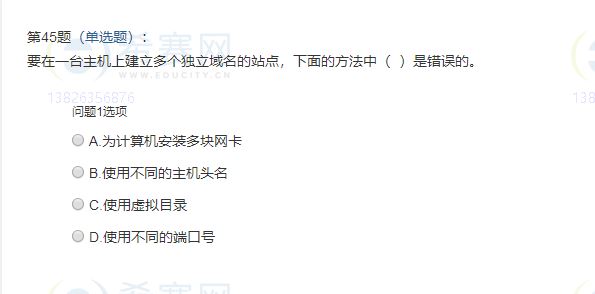 第45题（单选题）：
希赛网
要在一台主机上建立多个独立域名的站点，下面的方法中（ ）是错误的。
WWW.EDUCITY.CN
13826356876
138
问题1选项
A.为计算机安装多块网卡
B.使用不同的主机头名
C.使用虚拟目录
D.使用不同的端口号